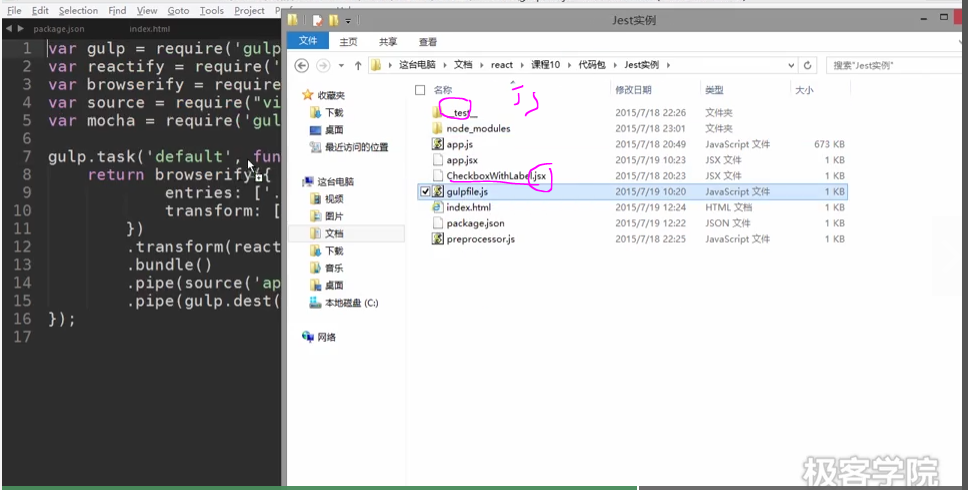 File Edit Selection Find View Goto Tools Project
package.json index.html
1 var gulp = require('gulp
2 var reactify = require('
3 var browserify = require
4 var source = require("vi
5 var mocha = require('gul
6
7 gulp.task('default', fun
8 return browserify({
9 entries: ['.
10 transform: [
11 })
12 .transform(react
13 .bundle()
14 .pipe(source('ap
15 .pipe(gulp.dest(
16 });
17
Jest实例
文件 主页 共享 查看
这台电脑 文档 react 课程10 代码包 Jest实例 搜索"Jest实例"
收藏夹
下载
桌面
最近访问的位置
这台电脑
视频
图片
文档
下载
音乐
桌面
本地磁盘 (C:)
网络
名称 修改日期 类型 大小
js
__test__ 2015/7/18 22:26 文件夹
node_modules 2015/7/18 23:01 文件夹
app.js 2015/7/18 20:49 JavaScript 文件 673 KB
app.jsx 2015/7/19 10:23 JSX 文件 1 KB
CheckboxWithLabel.jsx 2015/7/18 20:23 JSX 文件 1 KB
gulpfile.js 2015/7/19 10:20 JavaScript 文件 1 KB
index.html 2015/7/19 12:24 HTML 文档 1 KB
package.json 2015/7/19 12:22 JSON 文件 1 KB
preprocessor.js 2015/7/18 22:25 JavaScript 文件 1 KB
极客学院